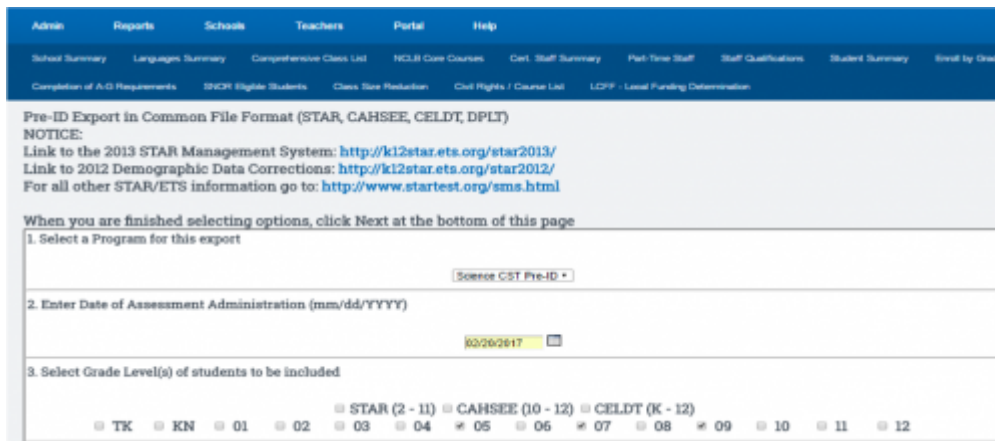 Admin Reports Schools Teachers Portal Help
School Summary Languages Summary Comprehensive Class List NCLB Core Courses Cert. Staff Summary Part-Time Staff Staff Qualifications Student Summary Enroll by Grad
Completion of A-G Requirements SNOR Eligible Students Class Size Reduction Civil Rights / Course List LCFF - Local Funding Determination
Pre-ID Export in Common File Format (STAR, CAHSEE, CELDT, DPLT)
NOTICE:
Link to the 2013 STAR Management System: http://k12star.ets.org/star2013/
Link to 2012 Demographic Data Corrections: http://k12star.ets.org/star2012/
For all other STAR/ETS information go to: http://www.startest.org/sms.html
When you are finished selecting options, click Next at the bottom of this page
1. Select a Program for this export
Science CST Pre-ID
2. Enter Date of Assessment Administration (mm/dd/YYYY)
02/20/2017
3. Select Grade Level(s) of students to be included
STAR (2 - 11) CAHSEE (10 - 12) CELDT (K - 12)
TK KN 01 02 03 04 05 06 07 08 09 10 11 12